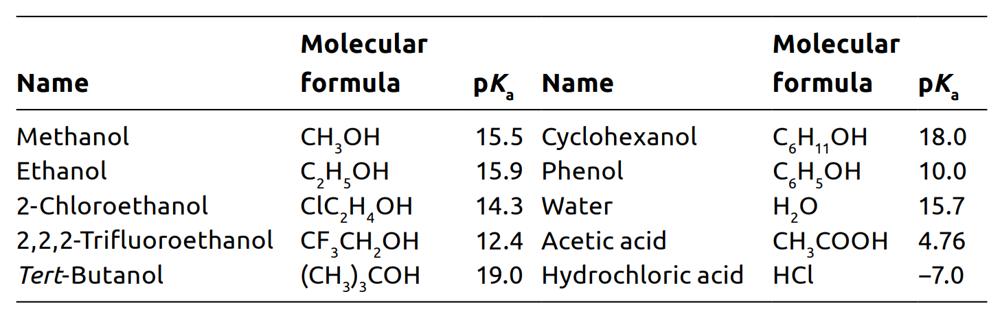 Name Molecular formula pKa Name Molecular formula pKa
Methanol CH3OH 15.5 Cyclohexanol C6H11OH 18.0
Ethanol C2H5OH 15.9 Phenol C6H5OH 10.0
2-Chloroethanol ClC2H4OH 14.3 Water H2O 15.7
2,2,2-Trifluoroethanol CF3CH2OH 12.4 Acetic acid CH3COOH 4.76
Tert-Butanol (CH3)3COH 19.0 Hydrochloric acid HCl –7.0